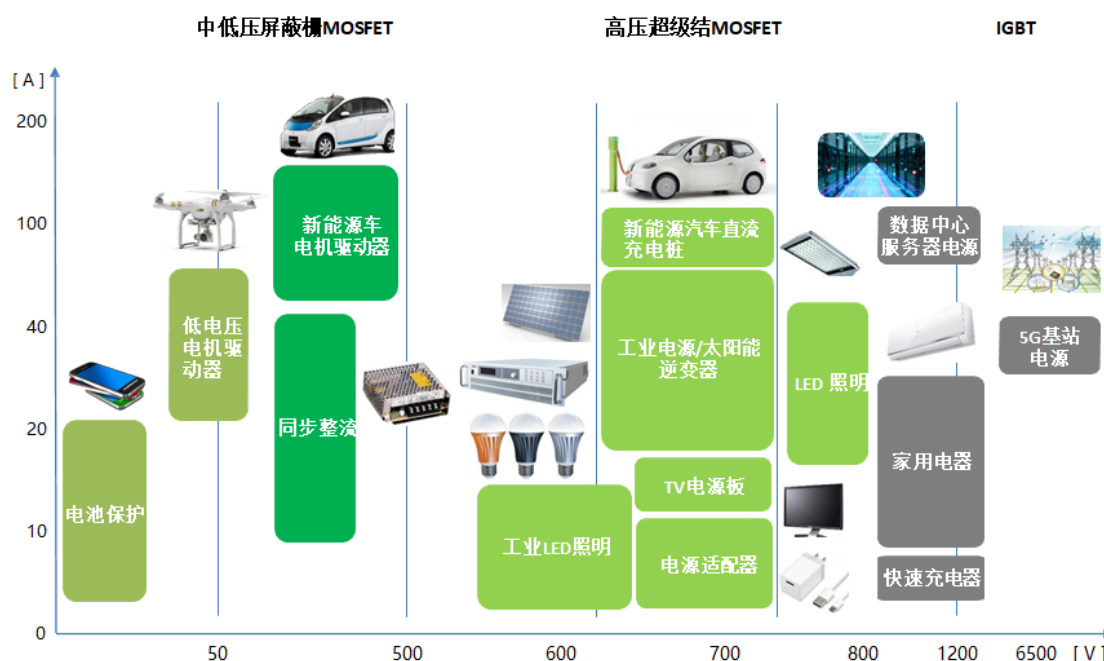 中低压屏蔽栅MOSFET
高压超级结MOSFET
IGBT
[ A ]
200
100
40
20
10
0
新能源车
电机驱动器
低电压
电机驱
动器
同步整流
电池保护
新能源汽车直流
充电桩
工业电源/太阳能
逆变器
TV电源板
工业LED照明
电源适配器
LED 照明
数据中心
服务器电源
5G基站
电源
家用电器
快速充电器
50
500
600
700
800
1200
6500
[ V ]